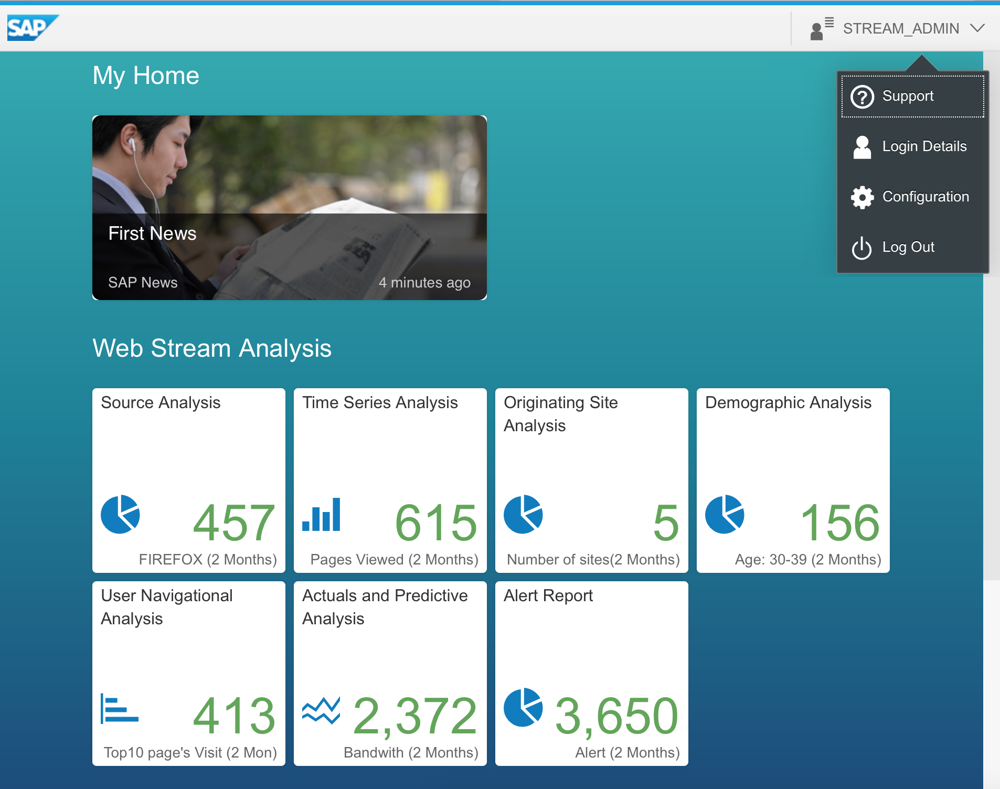 SAP
STREAM_ADMIN
Support
Login Details
Configuration
Log Out
My Home
First News
SAP News
4 minutes ago
Web Stream Analysis
Source Analysis
457
FIREFOX (2 Months)
Time Series Analysis
615
Pages Viewed (2 Months)
Originating Site
Analysis
5
Number of sites(2 Months)
Demographic Analysis
156
Age: 30-39 (2 Months)
User Navigational
Analysis
413
Top10 page's Visit (2 Mon)
Actuals and Predictive
Analysis
2,372
Bandwith (2 Months)
Alert Report
3,650
Alert (2 Months)